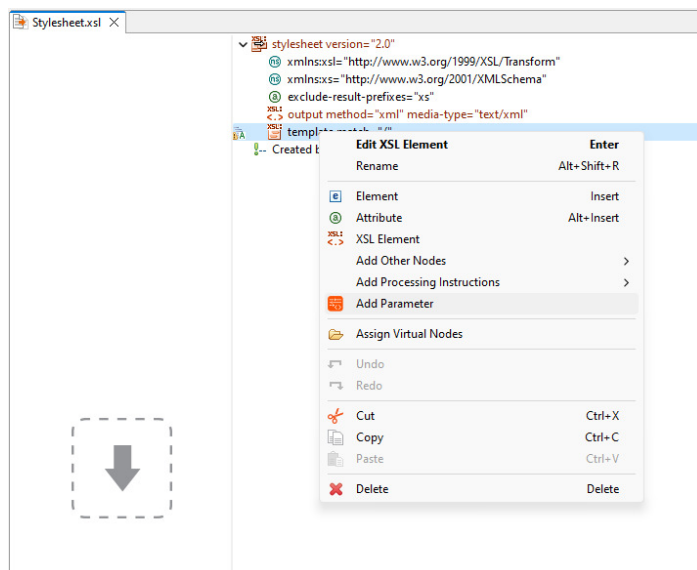 Stylesheet.xsl
stylesheet version="2.0"
xmlns:xsl="http://www.w3.org/1999/XSL/Transform"
xmlns:xs="http://www.w3.org/2001/XMLSchema"
exclude-result-prefixes="xs"
output method="xml" media-type="text/xml"
template match="/"
Created b
Edit XSL Element Enter
Rename Alt+Shift+R
Element Insert
Attribute Alt+Insert
XSL Element
Add Other Nodes
Add Processing Instructions
Add Parameter
Assign Virtual Nodes
Undo
Redo
Cut Ctrl+X
Copy Ctrl+C
Paste Ctrl+V
Delete Delete